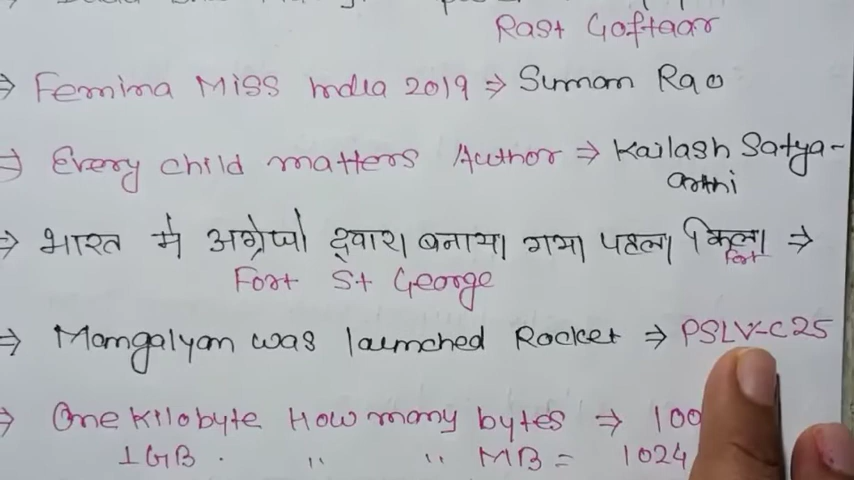 Rast Goftaar
⇒ Femina Miss India 2019 ⇒ Suman Rao
⇒ Every child matters Author ⇒ Kailash Satya-
arthi
⇒ भारत मे अंग्रेजो द्वारा बनाया गया पहला किला ⇒
Fort
Fort St George
⇒ Mangalyan was launched Rocket ⇒ PSLV-C25
⇒ One kilobyte How many bytes ⇒ 100
1GB . " " MB = 1024